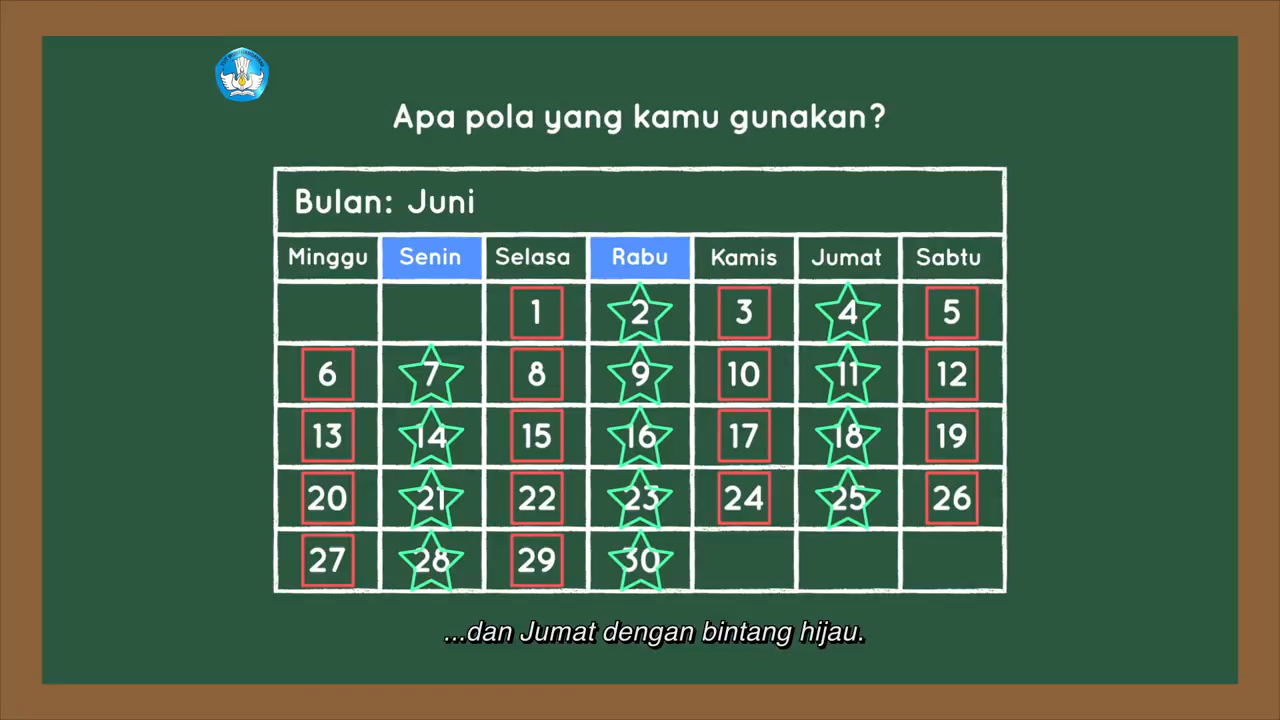 Apa pola yang kamu gunakan?
Bulan: Juni
Minggu Senin Selasa Rabu Kamis Jumat Sabtu
1 2 3 4 5
6 7 8 9 10 11 12
13 14 15 16 17 18 19
20 21 22 23 24 25 26
27 28 29 30
...dan Jumat dengan bintang hijau.